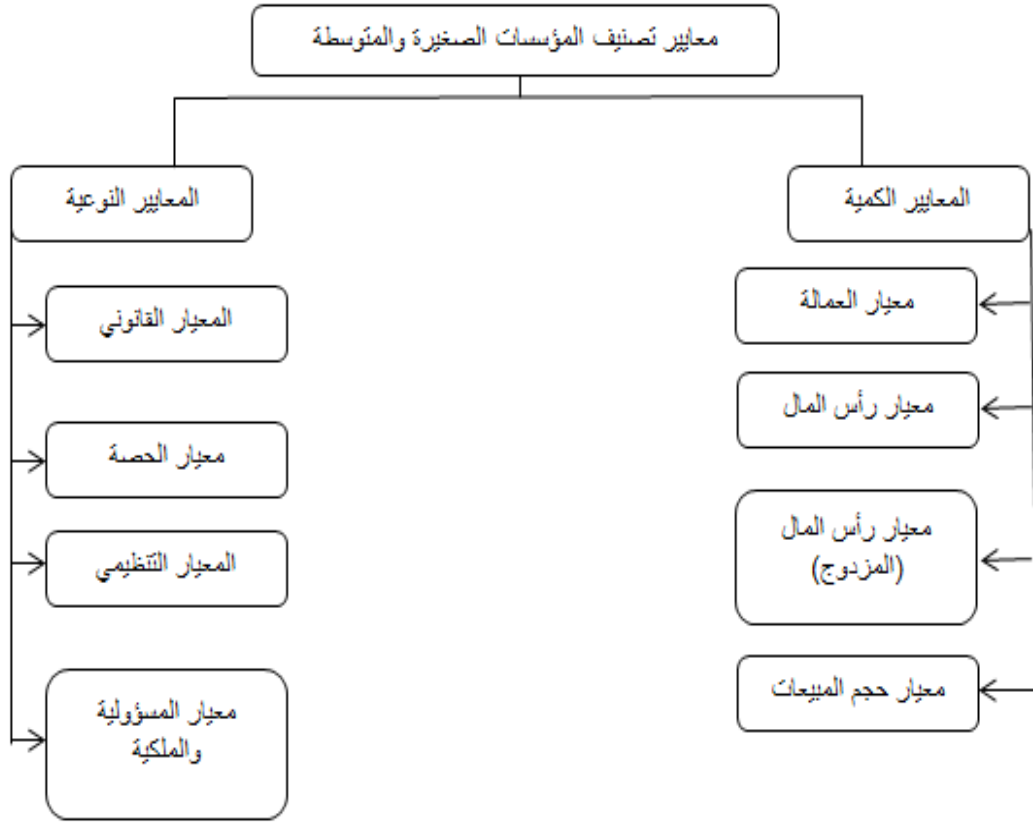 معايير تصنيف المؤسسات الصغيرة والمتوسطة
المعايير الكمية
معيار العمالة
معيار رأس المال
معيار رأس المال
(المزدوج)
معيار حجم المبيعات
المعايير النوعية
المعيار القانوني
معيار الحصة
المعيار التنظيمي
معيار المسؤولية
والملكية